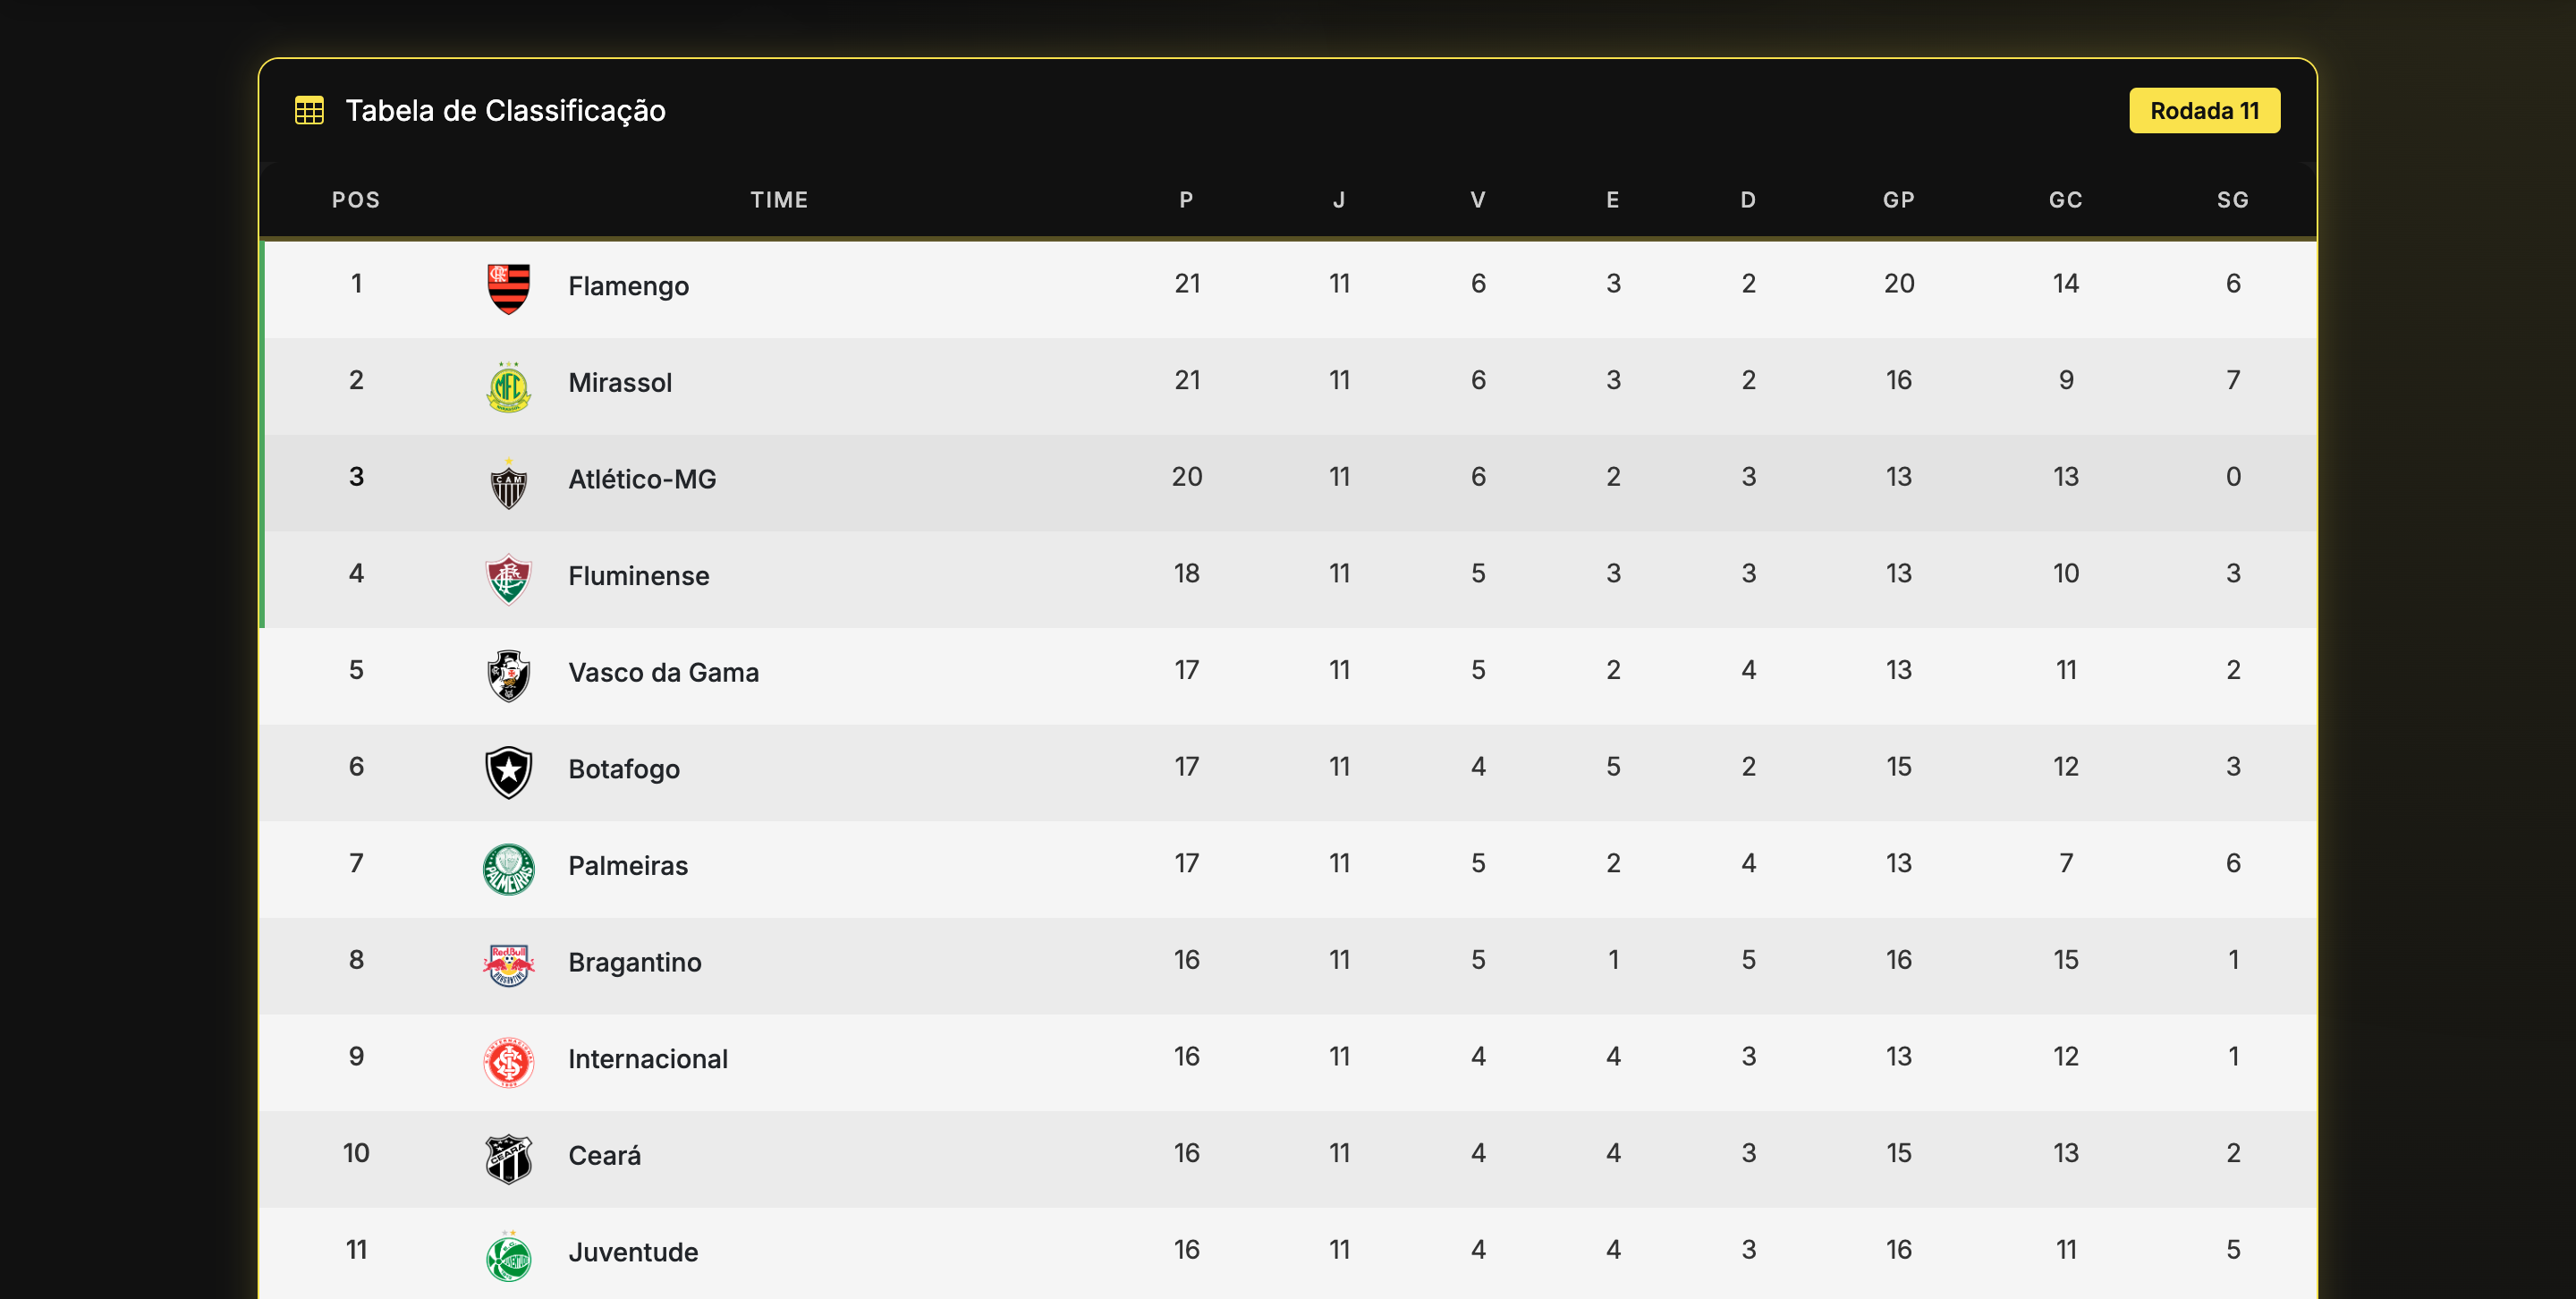 Tabela de Classificação
Rodada 11
POS TIME P J V E D GP GC SG
1 Flamengo 21 11 6 3 2 20 14 6
2 MFC Mirassol 21 11 6 3 2 16 9 7
3 CAM Atlético-MG 20 11 6 2 3 13 13 0
4 Fluminense 18 11 5 3 3 13 10 3
5 Vasco da Gama 17 11 5 2 4 13 11 2
6 Botafogo 17 11 4 5 2 15 12 3
7 PALMEIRAS Palmeiras 17 11 5 2 4 13 7 6
8 RedBull BRAGANTINO Bragantino 16 11 5 1 5 16 15 1
9 Internacional 16 11 4 4 3 13 12 1
10 CEARÁ Ceará 16 11 4 4 3 15 13 2
11 Juventude 16 11 4 4 3 16 11 5